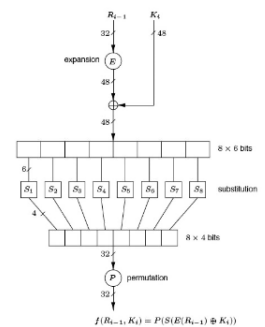 R_{i-1} K_i
32 48
expansion E
48
⊕
48
8 × 6 bits
6
S_1 S_2 S_3 S_4 S_5 S_6 S_7 S_8 substitution
4
8 × 4 bits
32
P permutation
32
f(R_{i-1}, K_i) = P(S(E(R_{i-1}) ⊕ K_i))